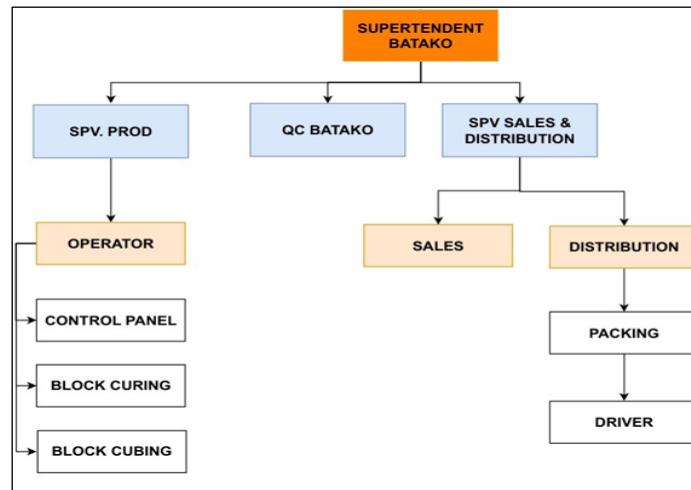 SUPERTENDENT
BATAKO
SPV. PROD
QC BATAKO
SPV SALES &
DISTRIBUTION
OPERATOR
SALES
DISTRIBUTION
CONTROL PANEL
PACKING
BLOCK CURING
DRIVER
BLOCK CUBING